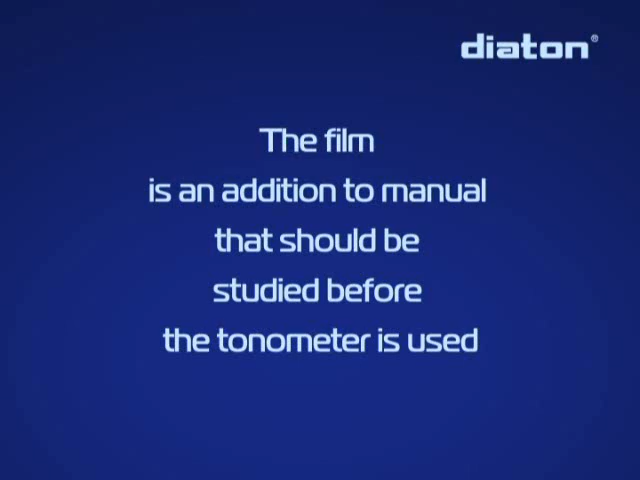 diaton®
The film
is an addition to manual
that should be
studied before
the tonometer is used